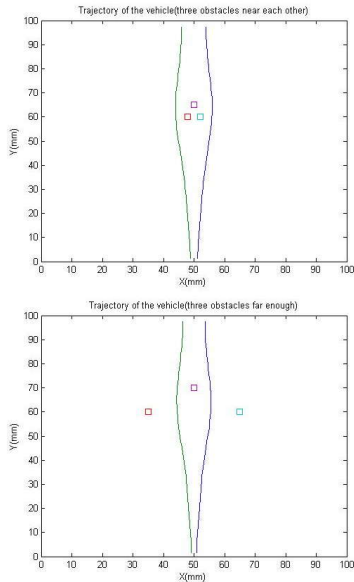 Trajectory of the vehicle(three obstacles near each other)
100
90
80
70
60
50
40
30
20
10
0
Y(mm)
0 10 20 30 40 50 60 70 80 90 100
X(mm)
Trajectory of the vehicle(three obstacles far enough)
100
90
80
70
60
50
40
30
20
10
0
Y(mm)
0 10 20 30 40 50 60 70 80 90 100
X(mm)